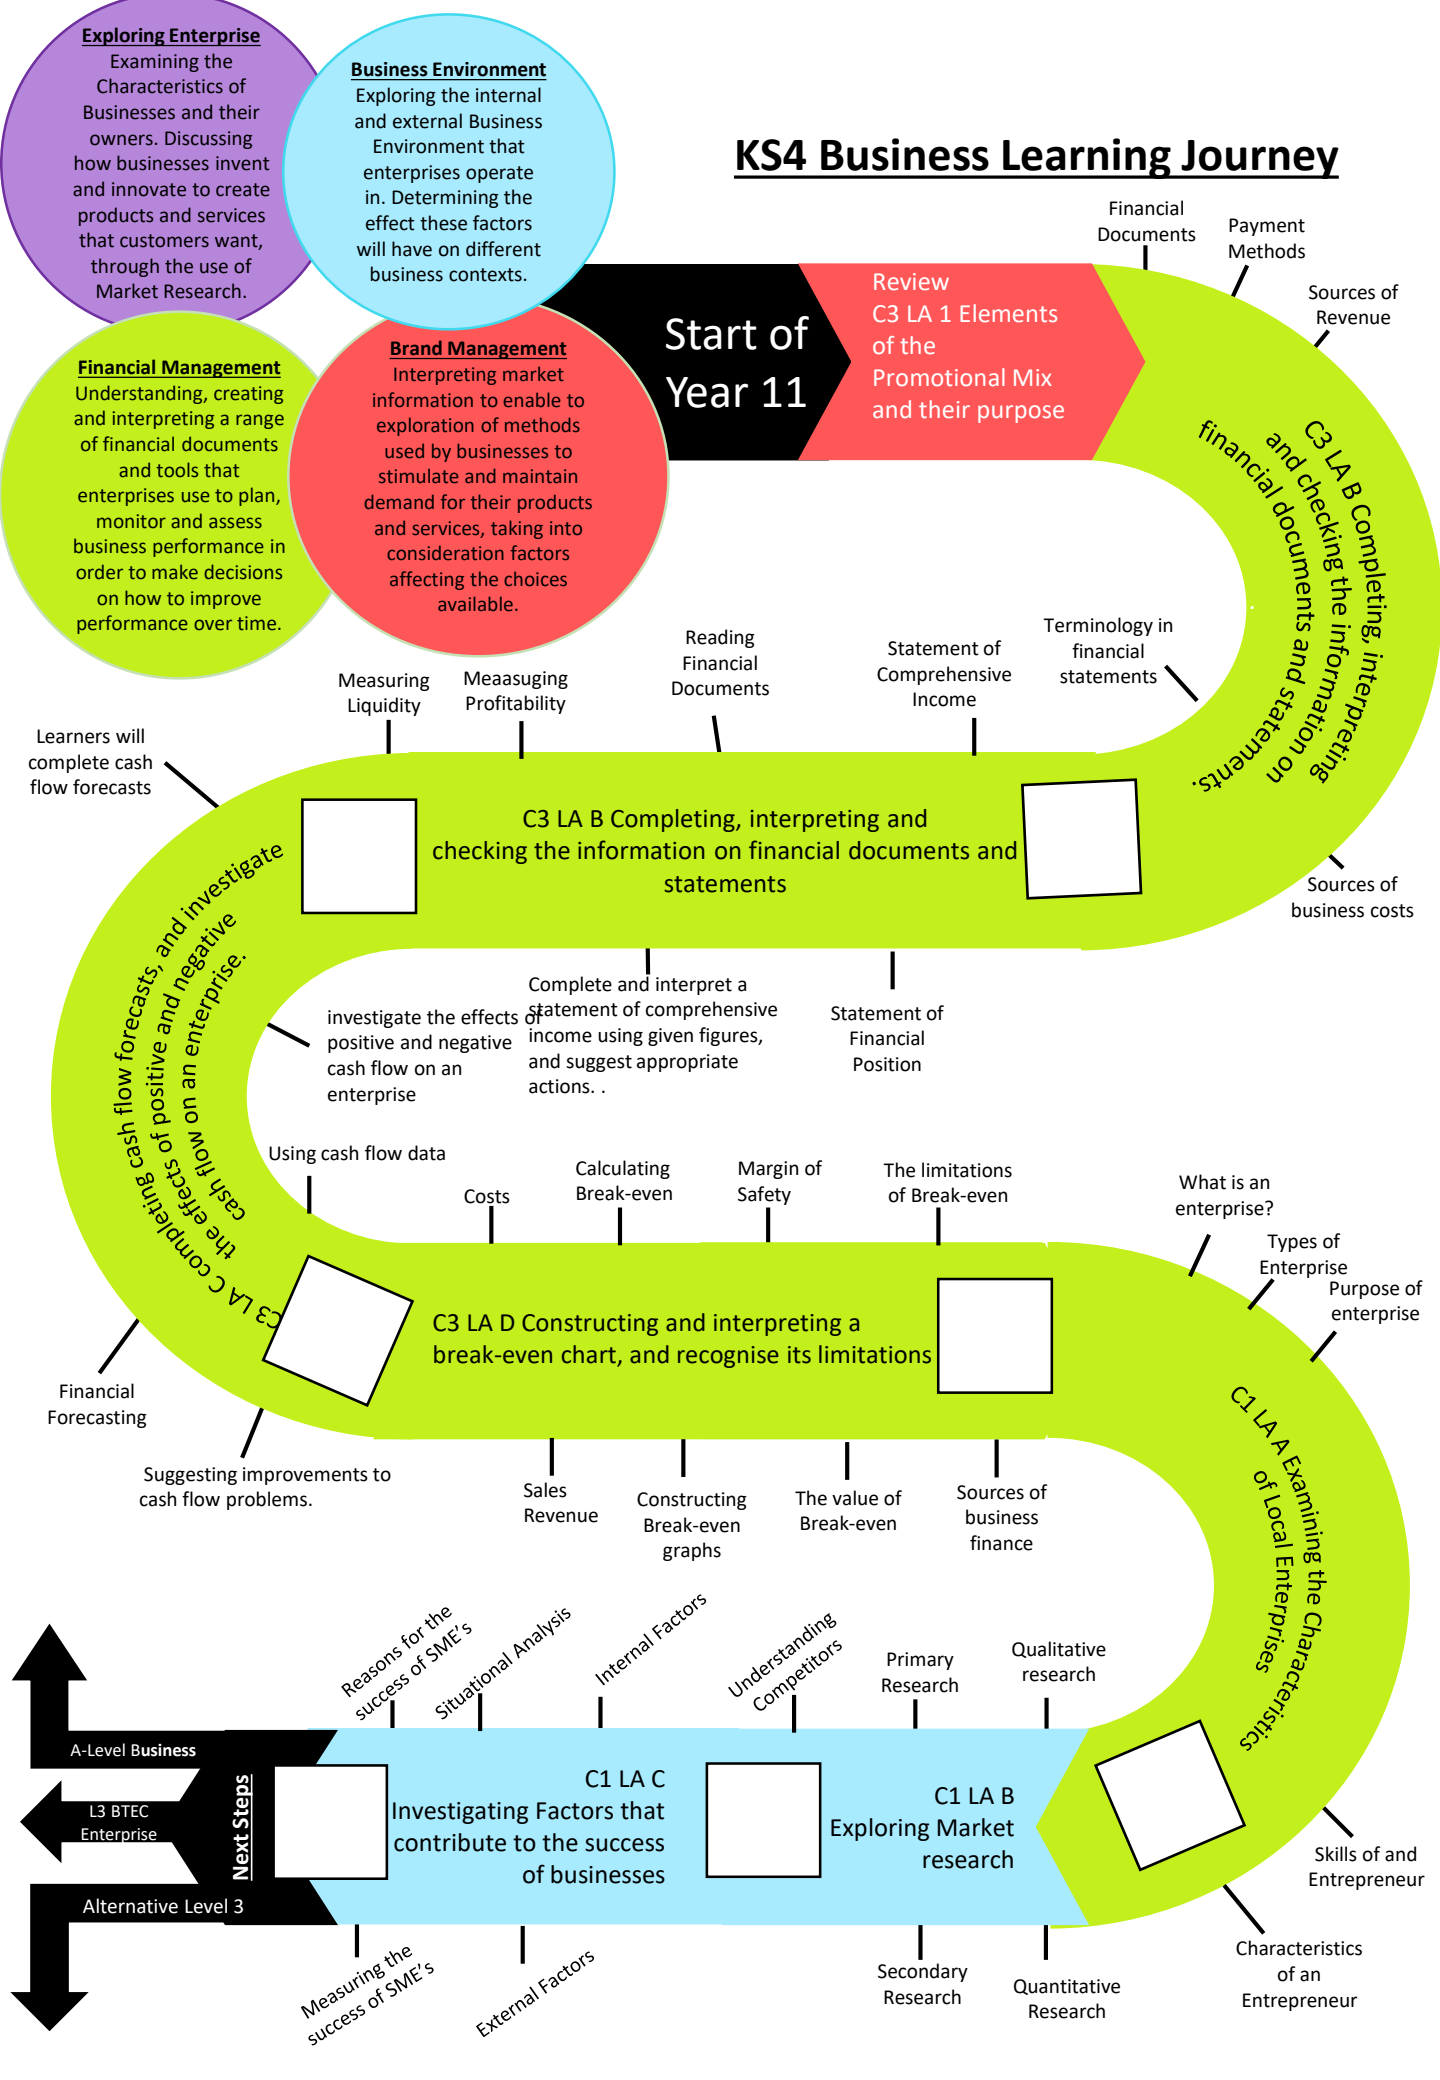 Exploring Enterprise
Examining the
Characteristics of
Businesses and their
owners. Discussing
how businesses invent
and innovate to create
products and services
that customers want,
through the use of
Market Research.
Business Environment
Exploring the internal
and external Business
Environment that
enterprises operate
in. Determining the
effect these factors
will have on different
business contexts.
Financial Management
Understanding, creating
and interpreting a range
of financial documents
and tools that
enterprises use to plan,
monitor and assess
business performance in
order to make decisions
on how to improve
performance over time.
Brand Management
Interpreting market
information to enable to
exploration of methods
used by businesses to
stimulate and maintain
demand for their products
and services, taking into
consideration factors
affecting the choices
available.
KS4 Business Learning Journey
Start of
Year 11
Review
C3 LA 1 Elements
of the
Promotional Mix
and their purpose
Financial
Documents
Payment
Methods
Sources of
Revenue
C3 LA B Completing, interpreting
and checking the information on
financial documents and statements.
Sources of
business costs
Terminology in
financial
statements
Statement of
Comprehensive
Income
Reading
Financial
Documents
Meaasuging
Profitability
Measuring
Liquidity
C3 LA B Completing, interpreting and
checking the information on financial documents and
statements
Statement of
Financial
Position
Complete and interpret a
statement of comprehensive
income using given figures,
and suggest appropriate
actions. .
Learners will
complete cash
flow forecasts
investigate the effects of
positive and negative
cash flow on an
enterprise
C3 LA C completing cash flow forecasts, and investigate
the effects of positive and negative
cash flow on an enterprise.
Using cash flow data
Financial
Forecasting
Suggesting improvements to
cash flow problems.
Costs
Calculating
Break-even
Margin of
Safety
The limitations
of Break-even
C3 LA D Constructing and interpreting a
break-even chart, and recognise its limitations
Sales
Revenue
Constructing
Break-even
graphs
The value of
Break-even
Sources of
business
finance
What is an
enterprise?
Types of
Enterprise
Purpose of
enterprise
C1 LA A Examining the Characteristics
of Local Enterprises
Skills of and
Entrepreneur
Characteristics
of an
Entrepreneur
Qualitative
research
Primary
Research
Understanding
Competitors
Internal Factors
Situational Analysis
Reasons for the
success of SME's
C1 LA B
Exploring Market
research
C1 LA C
Investigating Factors that
contribute to the success
of businesses
Quantitative
Research
Secondary
Research
External Factors
Measuring the
success of SME's
Next Steps
A-Level Business
L3 BTEC
Enterprise
Alternative Level 3